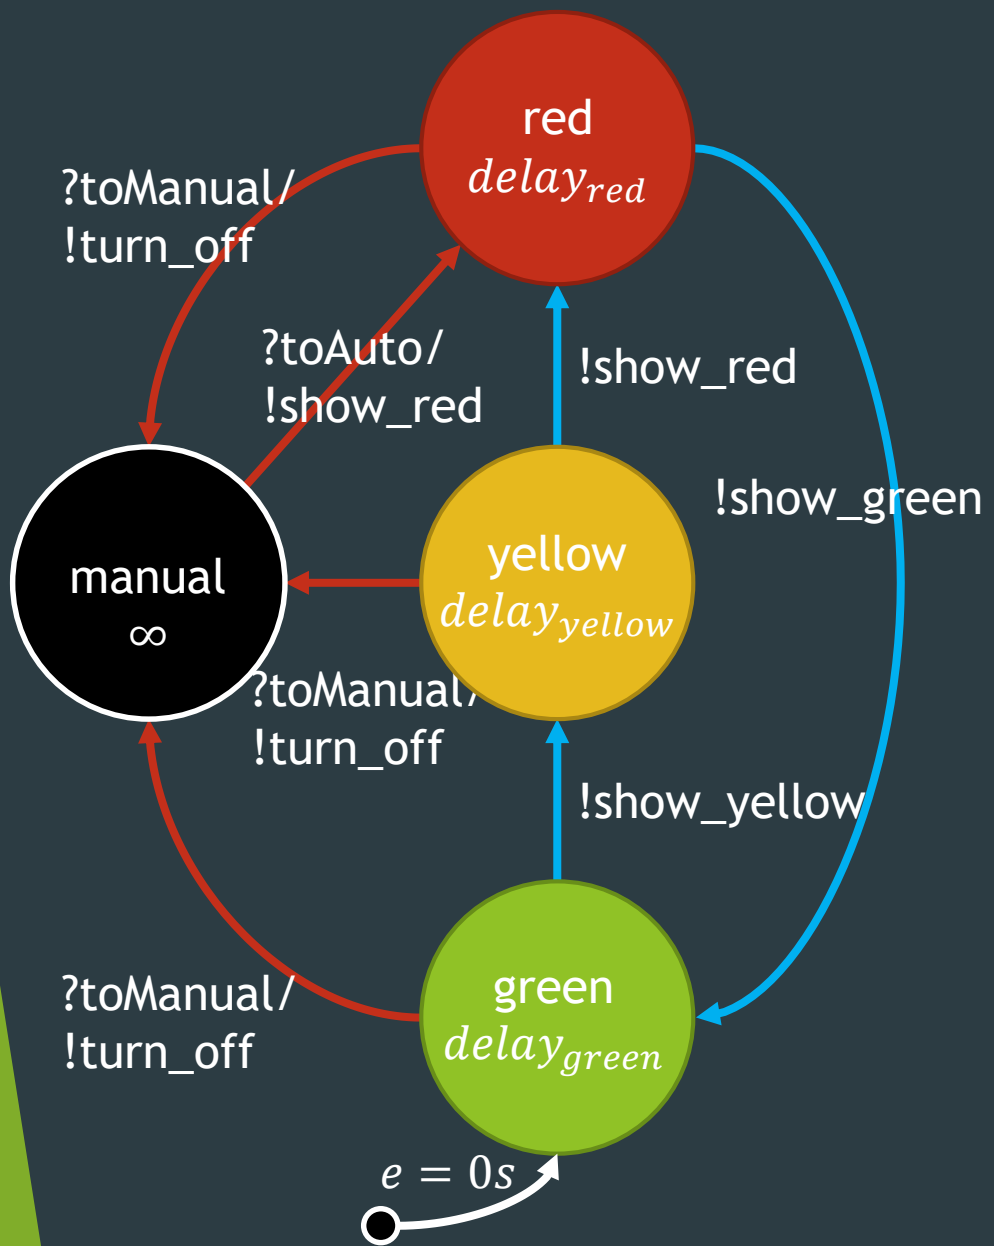 red
delay_red
?toManual/
!turn_off
?toAuto/
!show_red
!show_red
!show_green
manual
∞
yellow
delay_yellow
?toManual/
!turn_off
!show_yellow
?toManual/
!turn_off
green
delay_green
e = 0s